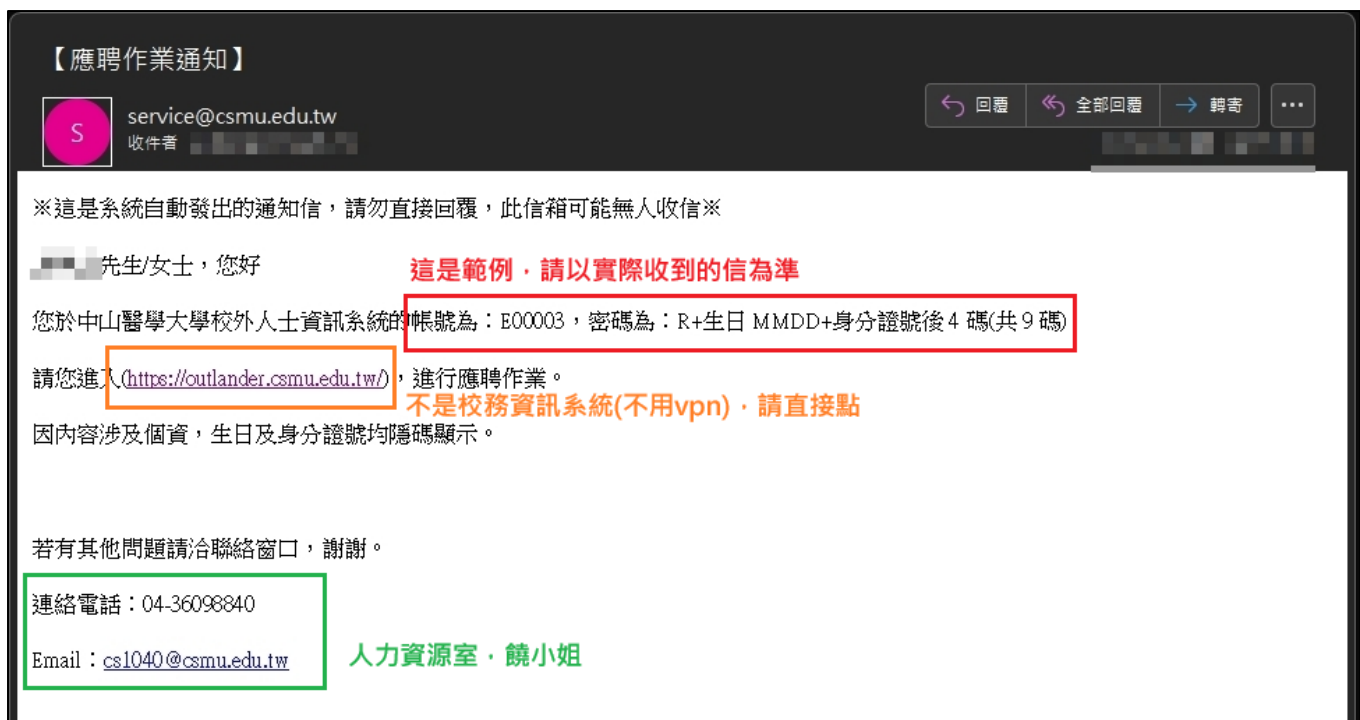 【應聘作業通知】
S
service@csmu.edu.tw
收件者
回覆 全部回覆 轉寄 ...
※這是系統自動發出的通知信，請勿直接回覆，此信箱可能無人收信※
先生/女士，您好
這是範例，請以實際收到的信為準
您於中山醫學大學校外人士資訊系統的帳號為：E00003，密碼為：R+生日 MMDD+身分證號後 4 碼(共 9 碼)
請您進入(https://outlander.csmu.edu.tw/)，進行應聘作業。
不是校務資訊系統(不用vpn)，請直接點
因內容涉及個資，生日及身分證號均隱碼顯示。
若有其他問題請洽聯絡窗口，謝謝。
連絡電話：04-36098840
Email：cs1040@csmu.edu.tw
人力資源室，饒小姐